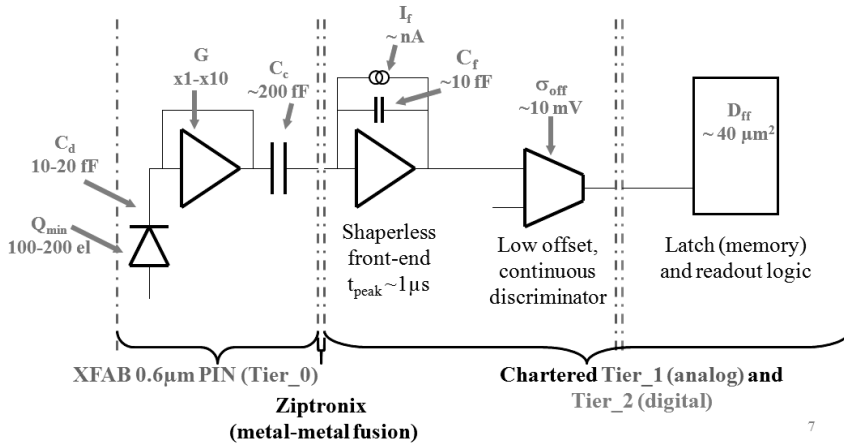 G
x1-x10
C_c
~200 fF
I_f
~ nA
C_f
~10 fF
σ_off
~10 mV
D_ff
~ 40 µm²
C_d
10-20 fF
Q_min
100-200 el
Shaperless
front-end
t_peak~1µs
Low offset,
continuous
discriminator
Latch (memory)
and readout logic
XFAB 0.6µm PIN (Tier_0)
Ziptronix
(metal-metal fusion)
Chartered Tier_1 (analog) and
Tier_2 (digital)
7